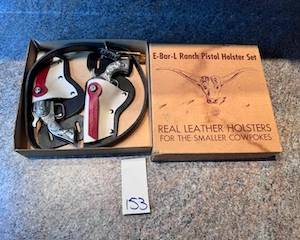 E-Bar-L Ranch Pistol Holster Set
REAL LEATHER HOLSTERS
FOR THE SMALLER COWPOKES
153